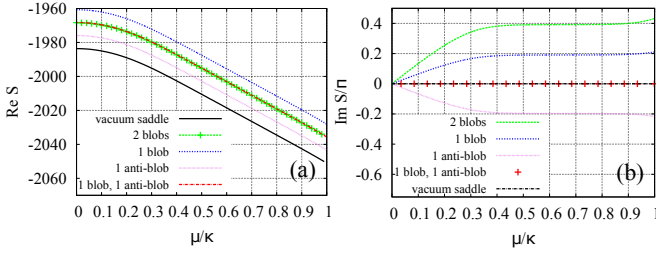 -1960
-1980
-2000
-2020
-2040
-2060
Re S
vacuum saddle
2 blobs
1 blob
1 anti-blob
1 blob, 1 anti-blob
(a)
0 0.1 0.2 0.3 0.4 0.5 0.6 0.7 0.8 0.9 1
μ/κ
0.4
0.2
0
-0.2
-0.4
-0.6
Im S/π
2 blobs
1 blob
1 anti-blob
1 blob, 1 anti-blob
vacuum saddle
(b)
0 0.1 0.2 0.3 0.4 0.5 0.6 0.7 0.8 0.9 1
μ/κ